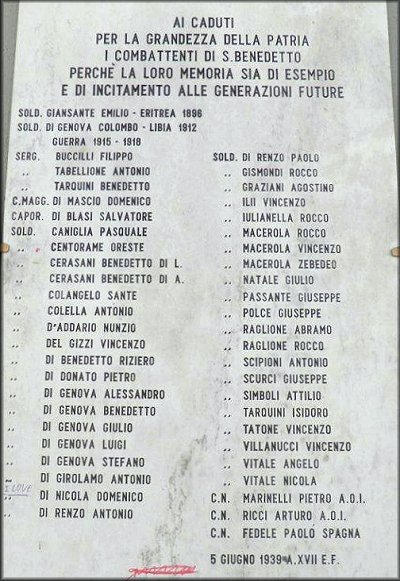 AI CADUTI
PER LA GRANDEZZA DELLA PATRIA
I COMBATTENTI DI S.BENEDETTO
PERCHÈ LA LORO MEMORIA SIA DI ESEMPIO
E DI INCITAMENTO ALLE GENERAZIONI FUTURE
SOLD. GIANSANTE EMILIO - ERITREA 1896
SOLD. DI GENOVA COLOMBO - LIBIA 1912
GUERRA 1915 - 1918
SERG. BUCCILLI FILIPPO
,, TABELLIONE ANTONIO
,, TARQUINI BENEDETTO
C.MAGG. DI MASCIO DOMENICO
CAPOR. DI BLASI SALVATORE
SOLD. CANIGLIA PASQUALE
,, CENTORAME ORESTE
,, CERASANI BENEDETTO DI L.
,, CERASANI BENEDETTO DI A.
,, COLANGELO SANTE
,, COLELLA ANTONIO
,, D'ADDARIO NUNZIO
,, DEL GIZZI VINCENZO
,, DI BENEDETTO RIZIERO
,, DI DONATO PIETRO
,, DI GENOVA ALESSANDRO
,, DI GENOVA BENEDETTO
,, DI GENOVA GIULIO
,, DI GENOVA LUIGI
,, DI GENOVA STEFANO
,, DI GIROLAMO ANTONIO
I LOVE
,, DI NICOLA DOMENICO
,, DI RENZO ANTONIO
SOLD. DI RENZO PAOLO
,, GISMONDI ROCCO
,, GRAZIANI AGOSTINO
,, ILII VINCENZO
,, IULIANELLA ROCCO
,, MACEROLA ROCCO
,, MACEROLA VINCENZO
,, MACEROLA ZEBEDEO
,, NATALE GIULIO
,, PASSANTE GIUSEPPE
,, POLCE GIUSEPPE
,, RAGLIONE ABRAMO
,, RAGLIONE ROCCO
,, SCIPIONI ANTONIO
,, SCURCI GIUSEPPE
,, SIMBOLI ATTILIO
,, TARQUINI ISIDORO
,, TATONE VINCENZO
,, VILLANUCCI VINCENZO
,, VITALE ANGELO
,, VITALE NICOLA
C.N. MARINELLI PIETRO A.O.I.
C.N. RICCI ARTURO A.O.I.
C.N. FEDELE PAOLO SPAGNA
5 GIUGNO 1939 A.XVII E.F.